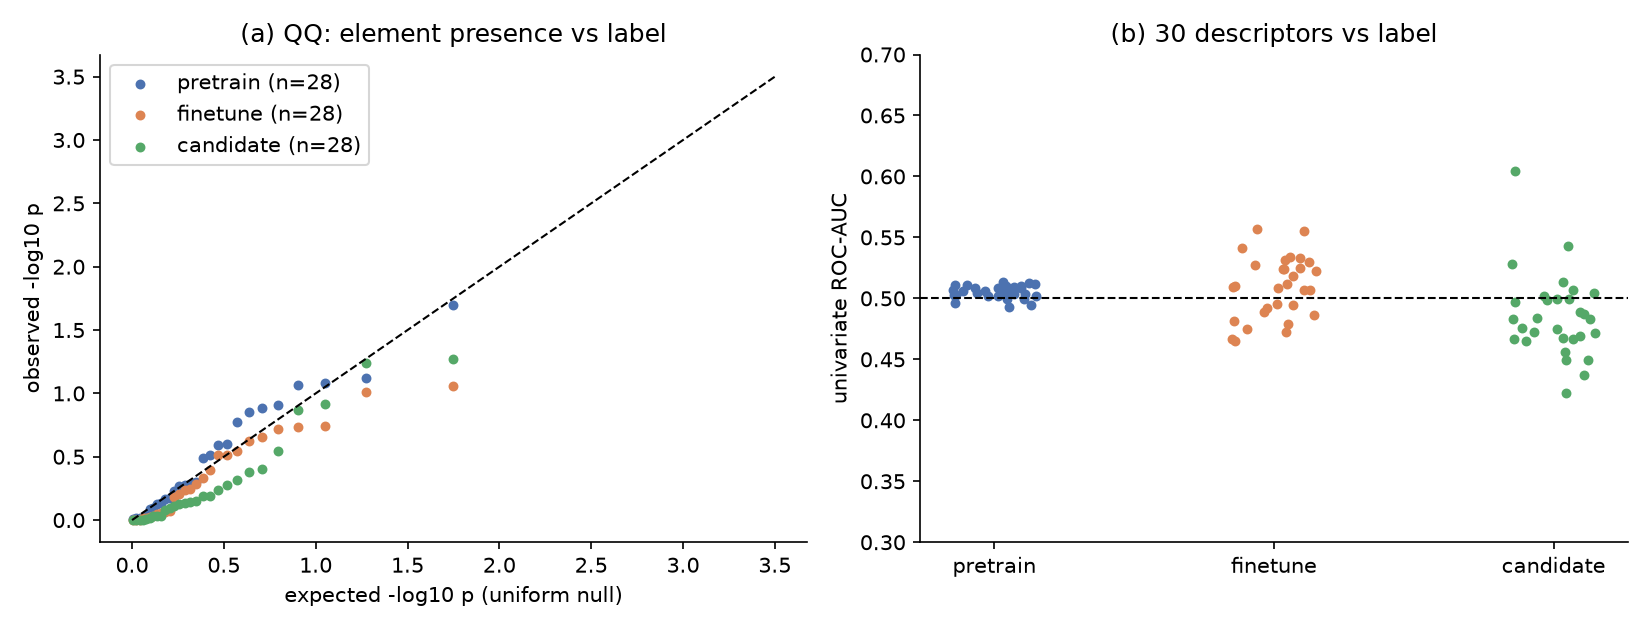 (a) QQ: element presence vs label
pretrain (n=28)
finetune (n=28)
candidate (n=28)
observed -log10 p
3.5
3.0
2.5
2.0
1.5
1.0
0.5
0.0
0.0 0.5 1.0 1.5 2.0 2.5 3.0 3.5
expected -log10 p (uniform null)
(b) 30 descriptors vs label
univariate ROC-AUC
0.70
0.65
0.60
0.55
0.50
0.45
0.40
0.35
0.30
pretrain finetune candidate